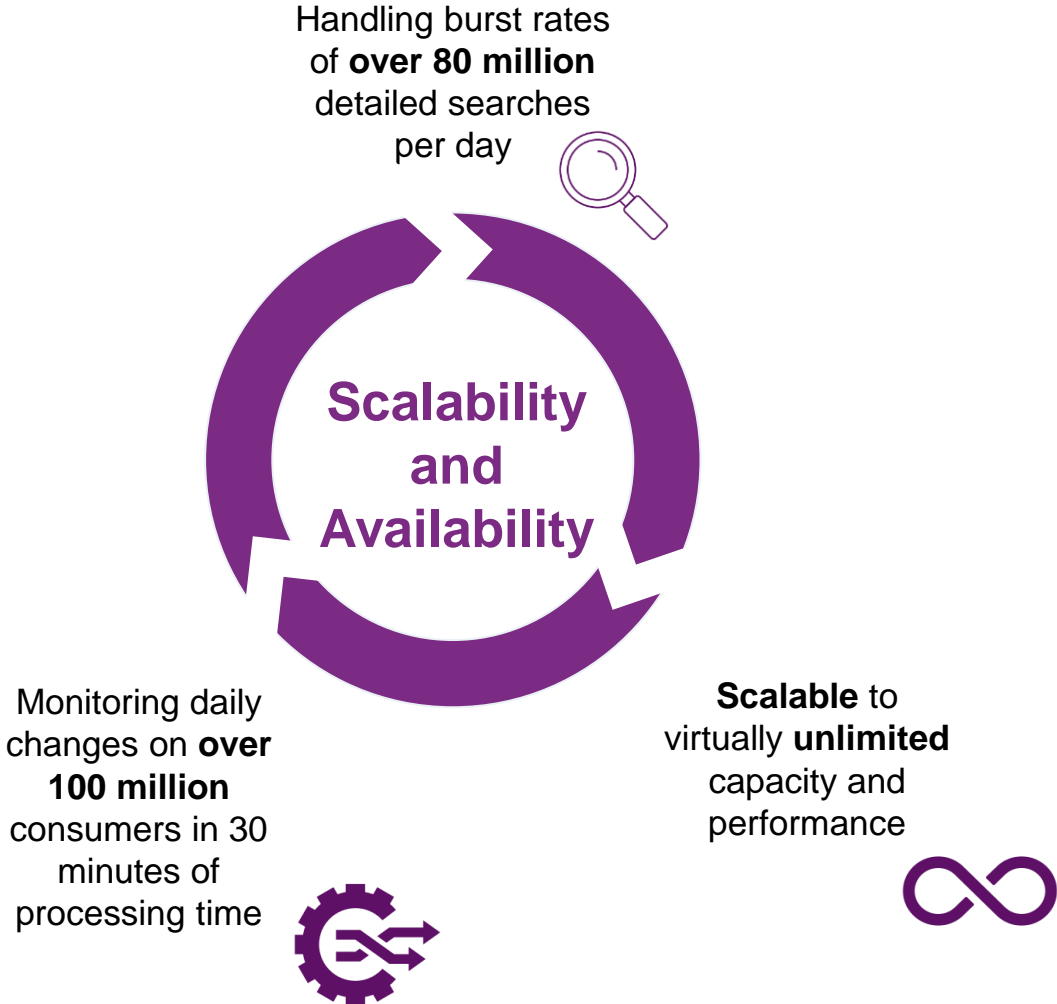 Handling burst rates
of over 80 million
detailed searches
per day
Scalability
and
Availability
Monitoring daily
changes on over
100 million
consumers in 30
minutes of
processing time
Scalable to
virtually unlimited
capacity and
performance